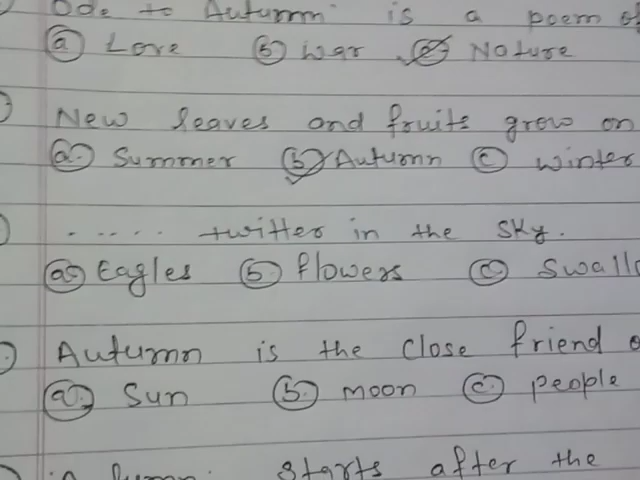 Ode to Autumn is a poem of
(a) Love (b) war (c) Nature
New leaves and fruits grow on
(a.) Summer (b) Autumn (c) winter
..... twitter in the sky.
(a) Eagles (b.) flowers (c) Swallo
Autumn is the close friend o
(a.) Sun (b.) moon (c.) people
starts after the